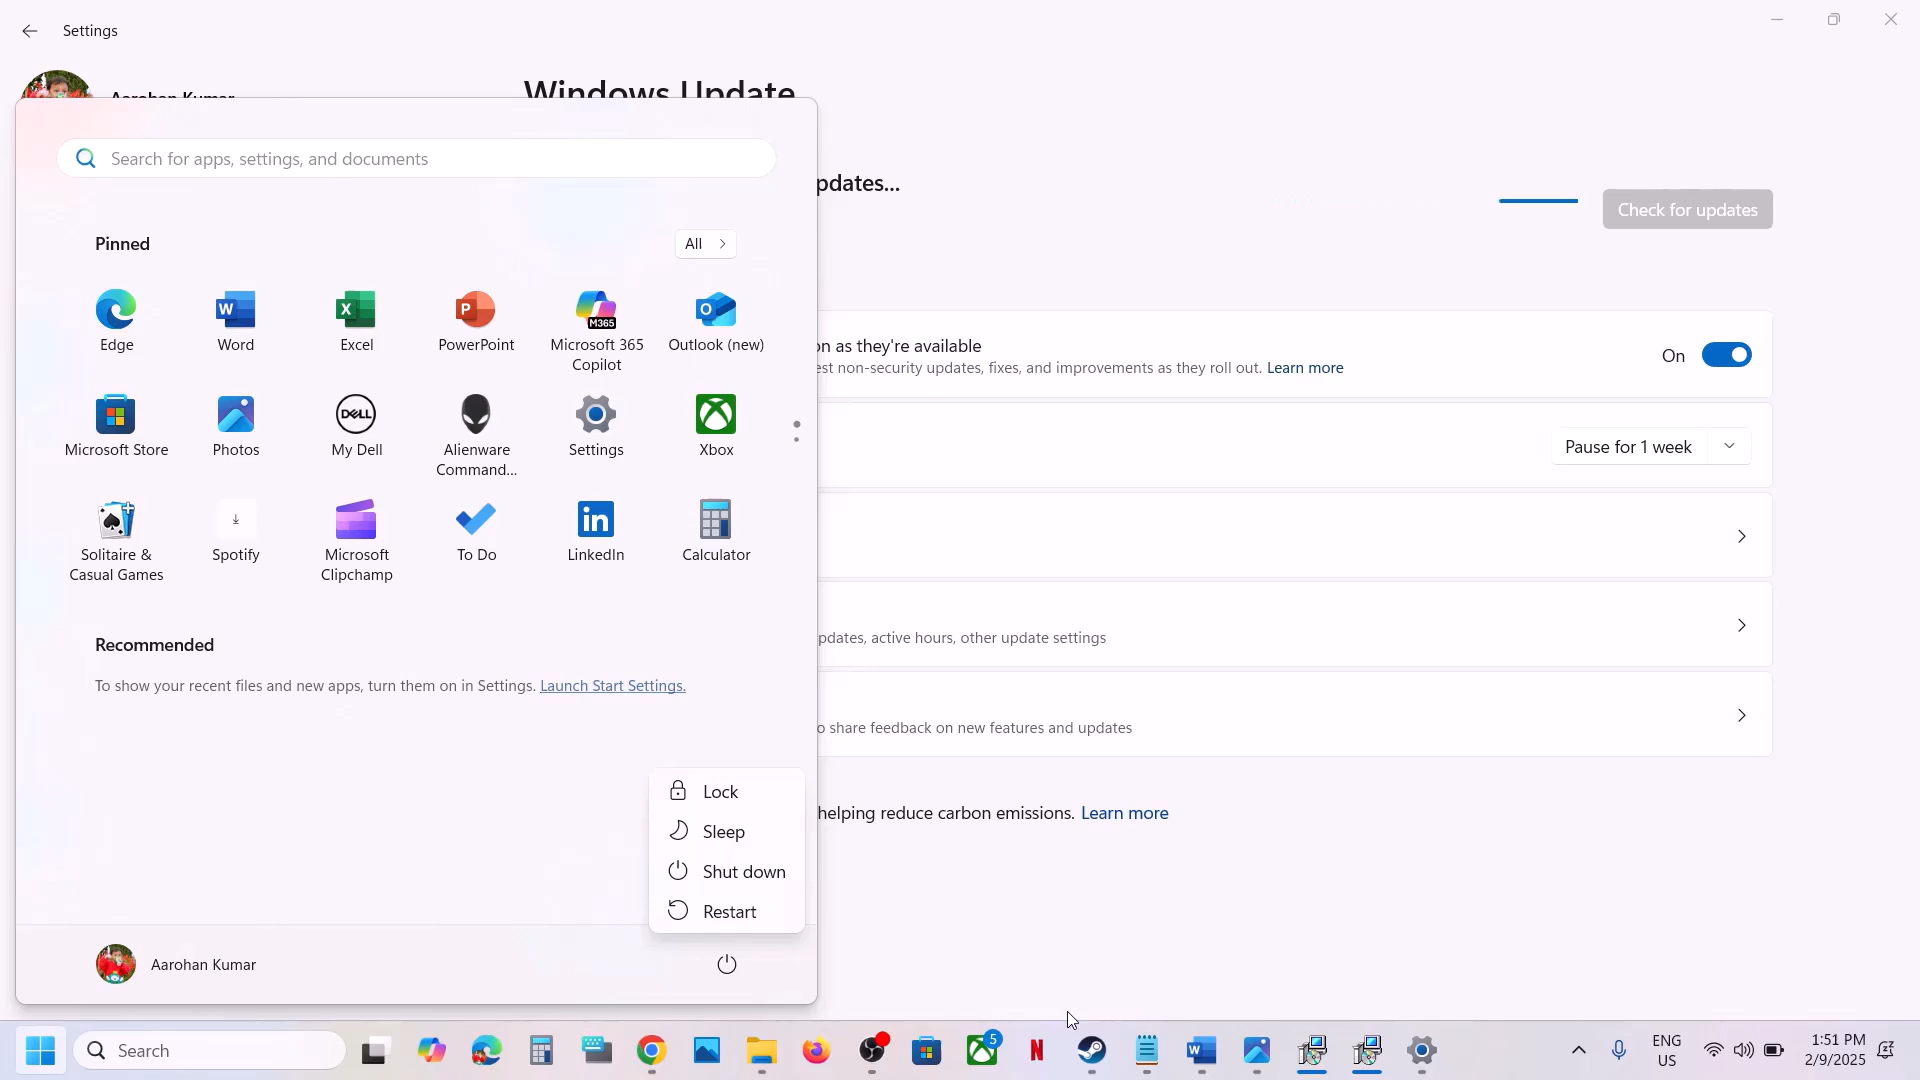 Settings
Aarohan Kumar
Windows Update
Search for apps, settings, and documents
pdates...
Check for updates
Pinned
All
Edge
Word
Excel
PowerPoint
Microsoft 365
Copilot
Outlook (new)
M365
on as they're available
est non-security updates, fixes, and improvements as they roll out. Learn more
On
Microsoft Store
Photos
DELL
My Dell
Alienware
Command...
Settings
Xbox
Pause for 1 week
Solitaire &
Casual Games
Spotify
Microsoft
Clipchamp
To Do
LinkedIn
Calculator
Recommended
To show your recent files and new apps, turn them on in Settings. Launch Start Settings.
pdates, active hours, other update settings
o share feedback on new features and updates
Lock
Sleep
Shut down
Restart
helping reduce carbon emissions. Learn more
Aarohan Kumar
Search
5
ENG
US
1:51 PM
2/9/2025